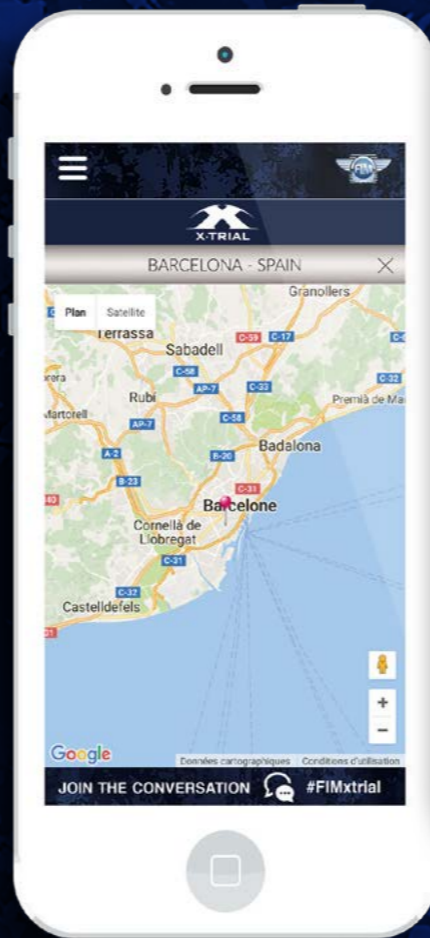 FIM
X-TRIAL
BARCELONA - SPAIN
Plan Satellite
Granollers
Terrassa
C-59 C-17
Sabadell
C-58
C-32
Rubí
AP-7 C-33
Premià de Ma
Martorell
AP-7
C-58
Badalona
A-2
B-20
B-23
C-31
Barcelone
Cornellà de
Llobregat
C-31
C-32
Castelldefels
Google
Données cartographiques Conditions d'utilisation
JOIN THE CONVERSATION #FIMxtrial